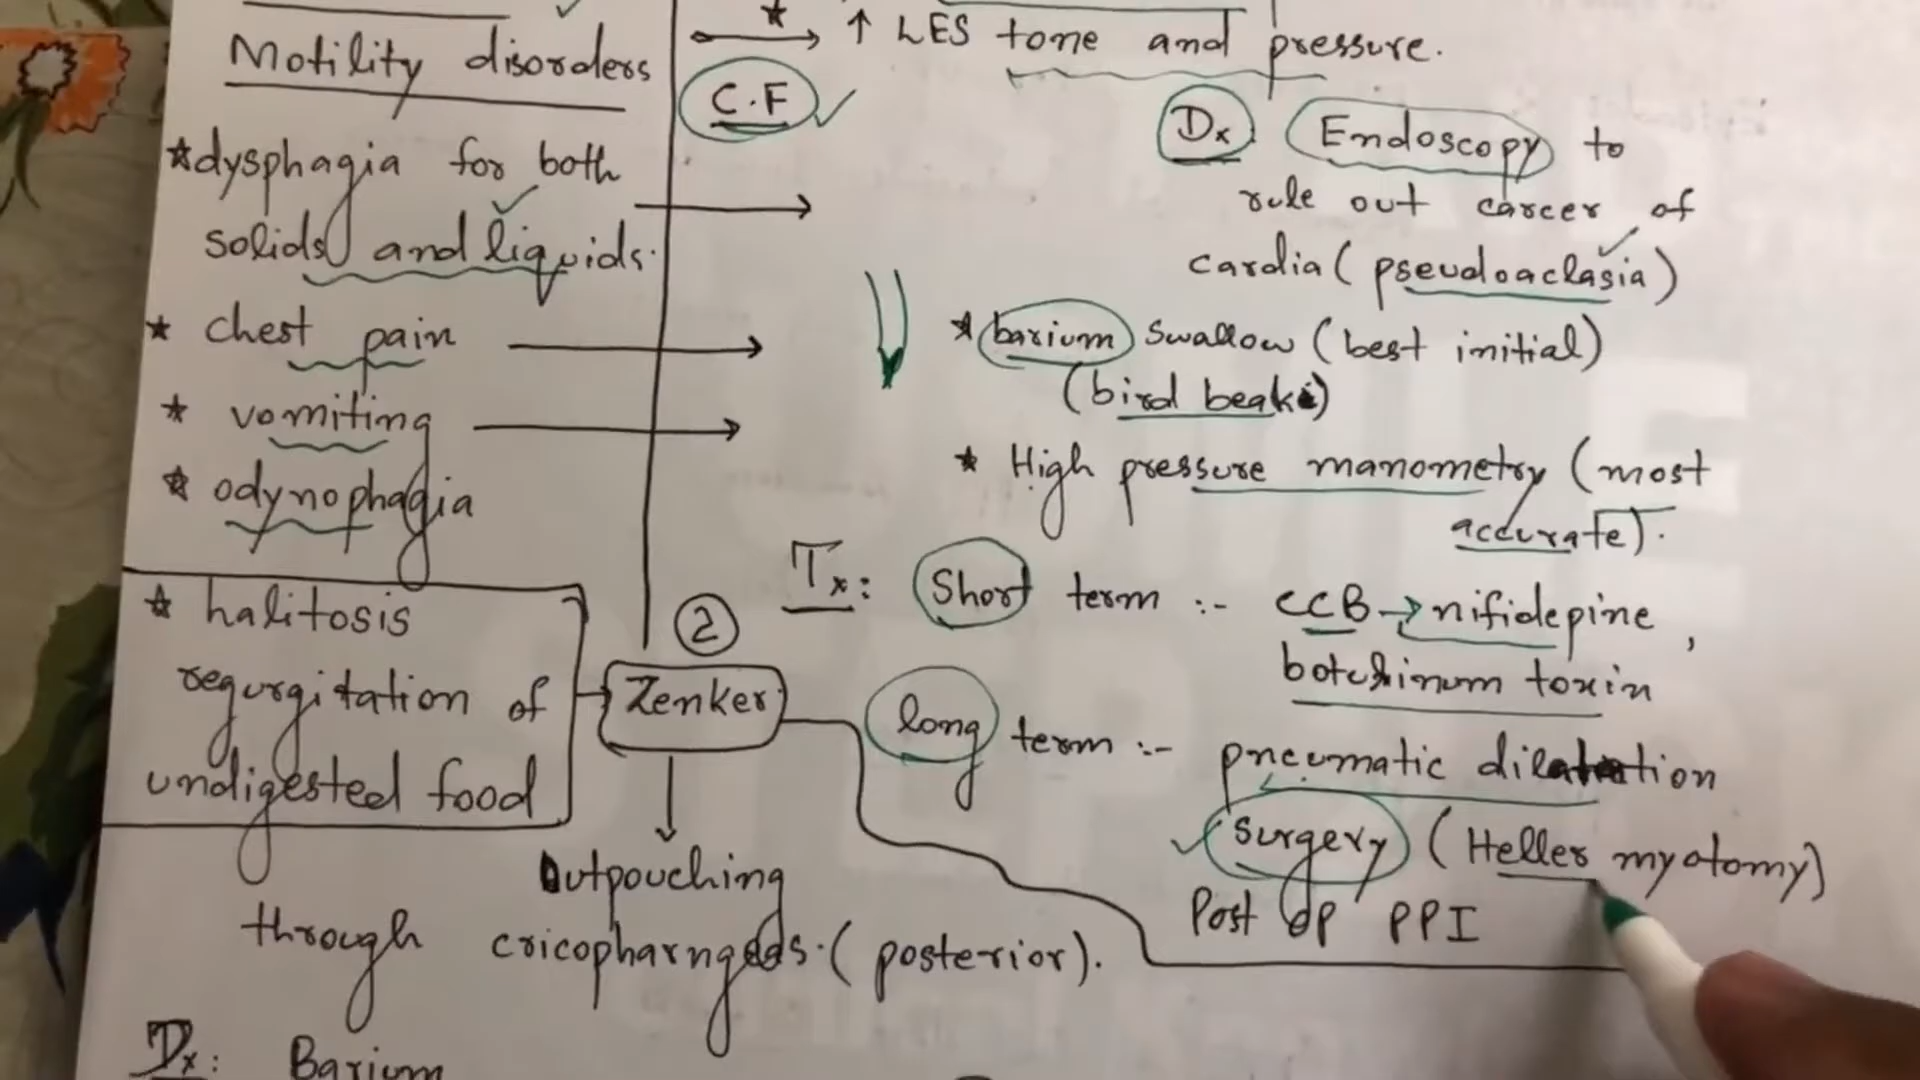 Motility disorders
★dysphagia for both
solids and liquids.
★ chest pain
★ vomiting
★ odynophagia
★ halitosis
regurgitation of
undigested food
↑ LES tone and pressure.
C.F
Dx Endoscopy to
rule out carcer of
cardia (pseudoaclasia)
★ barium swallow (best initial)
(bird beak)
★ High pressure manometry (most
accurate).
Tx: Short term :- CCB → nifidepine,
botulinum toxin
long term :- pneumatic dilatation
surgery (Heller myotomy)
Post op PPI
2
Zenker
Outpouching
through cricopharngeas. (posterior).
Dx: Barium